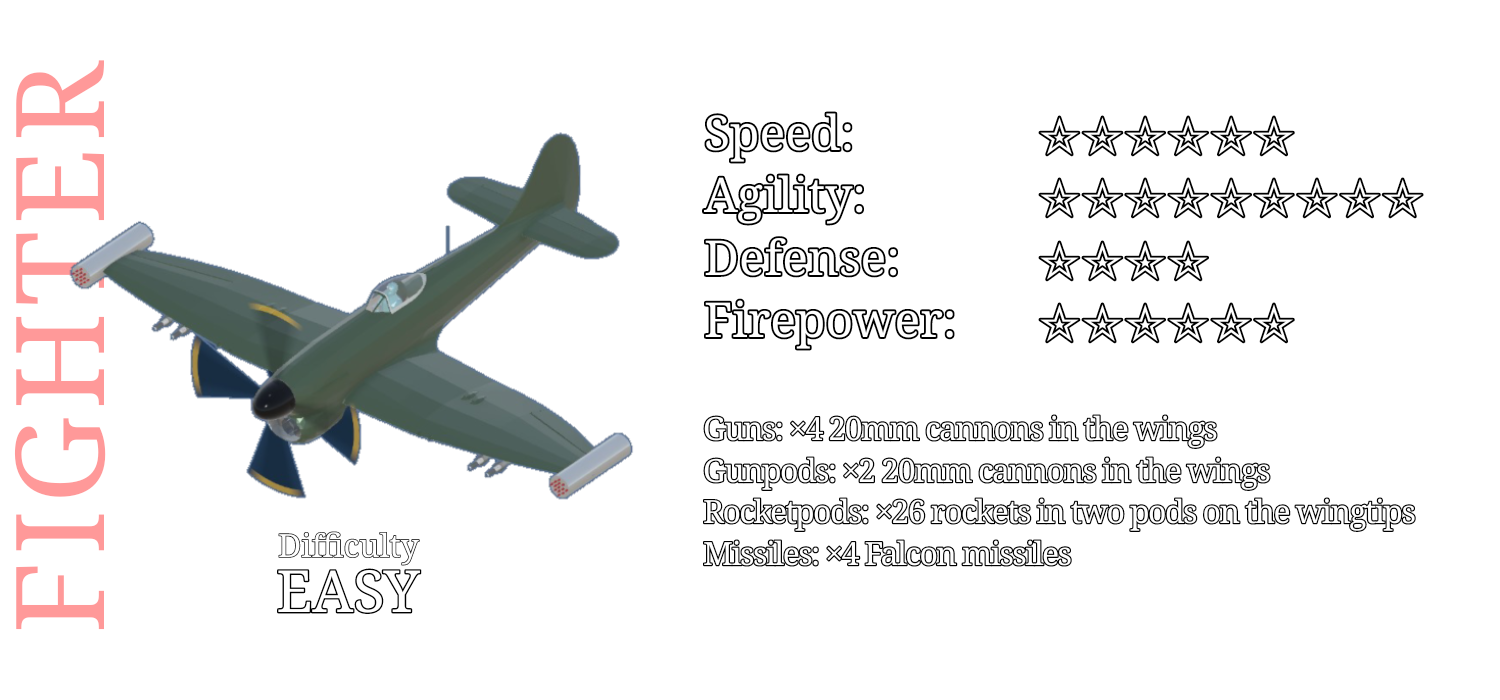 FIGHTER
Difficulty
EASY
Speed: ☆☆☆☆☆☆
Agility: ☆☆☆☆☆☆☆☆☆
Defense: ☆☆☆☆
Firepower: ☆☆☆☆☆☆
Guns: ×4 20mm cannons in the wings
Gunpods: ×2 20mm cannons in the wings
Rocketpods: ×26 rockets in two pods on the wingtips
Missiles: ×4 Falcon missiles